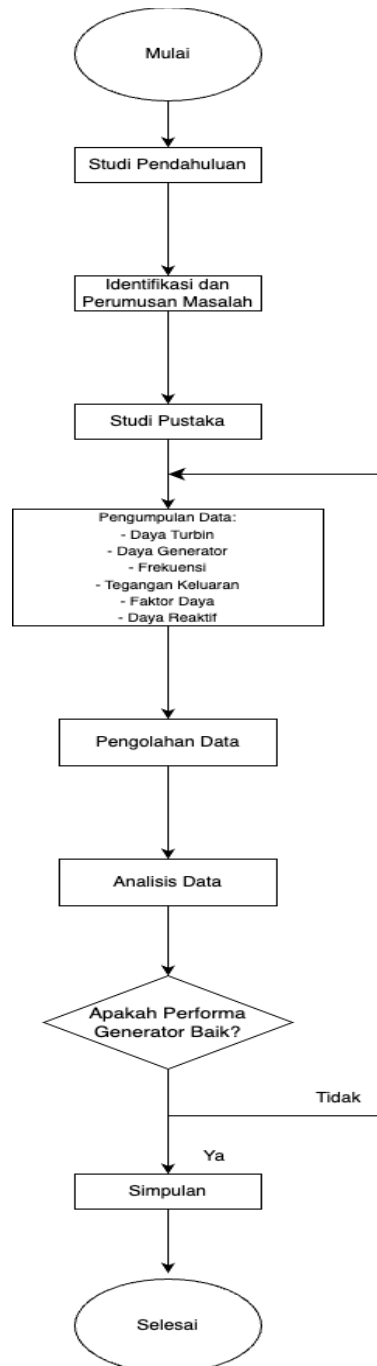 Mulai
Studi Pendahuluan
Identifikasi dan
Perumusan Masalah
Studi Pustaka
Pengumpulan Data:
- Daya Turbin
- Daya Generator
- Frekuensi
- Tegangan Keluaran
- Faktor Daya
- Daya Reaktif
Pengolahan Data
Analisis Data
Apakah Performa
Generator Baik?
Tidak
Ya
Simpulan
Selesai